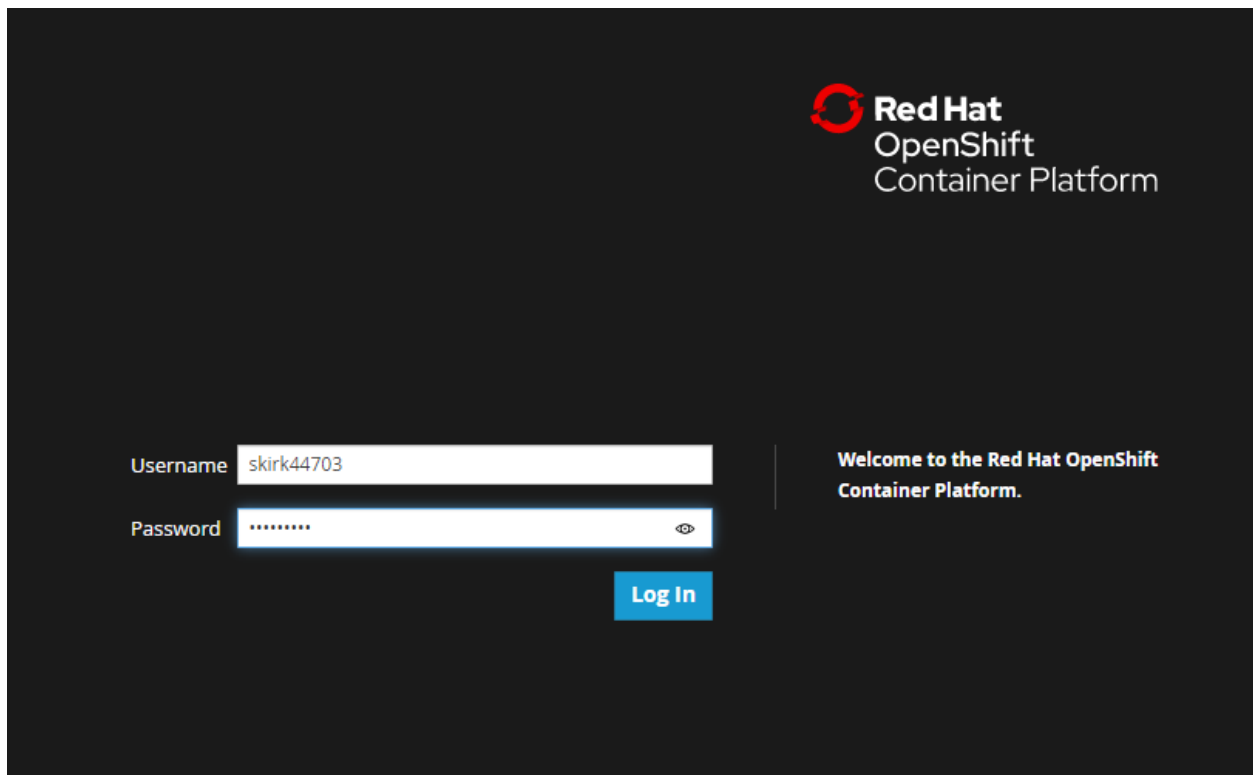 Red Hat
OpenShift
Container Platform
Username skirk44703
Password •••••••••
Log In
Welcome to the Red Hat OpenShift
Container Platform.